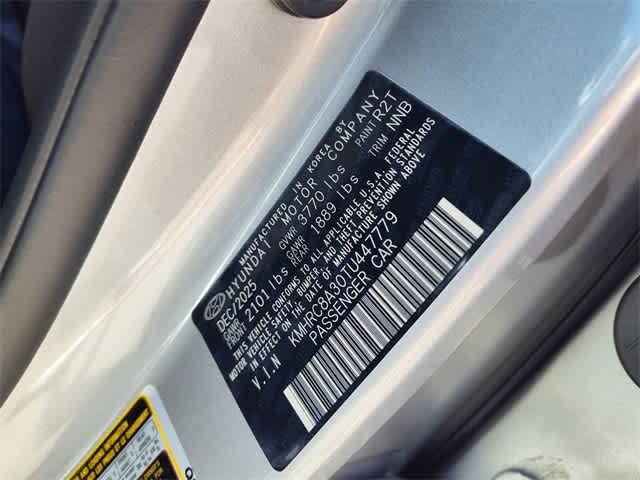 MANUFACTURED IN KOREA BY
HYUNDAI MOTOR COMPANY
DEC/2025 GVWR 3770 lbs PAINT R2T
GAWR FRONT 2101 lbs GAWR REAR 1889 lbs TRIM NNB
THIS VEHICLE CONFORMS TO ALL APPLICABLE U.S.A. FEDERAL
MOTOR VEHICLE SAFETY, BUMPER, AND THEFT PREVENTION STANDARDS
IN EFFECT ON THE DATE OF MANUFACTURE SHOWN ABOVE
V.I.N KMHRC8A30TU447779
PASSENGER CAR